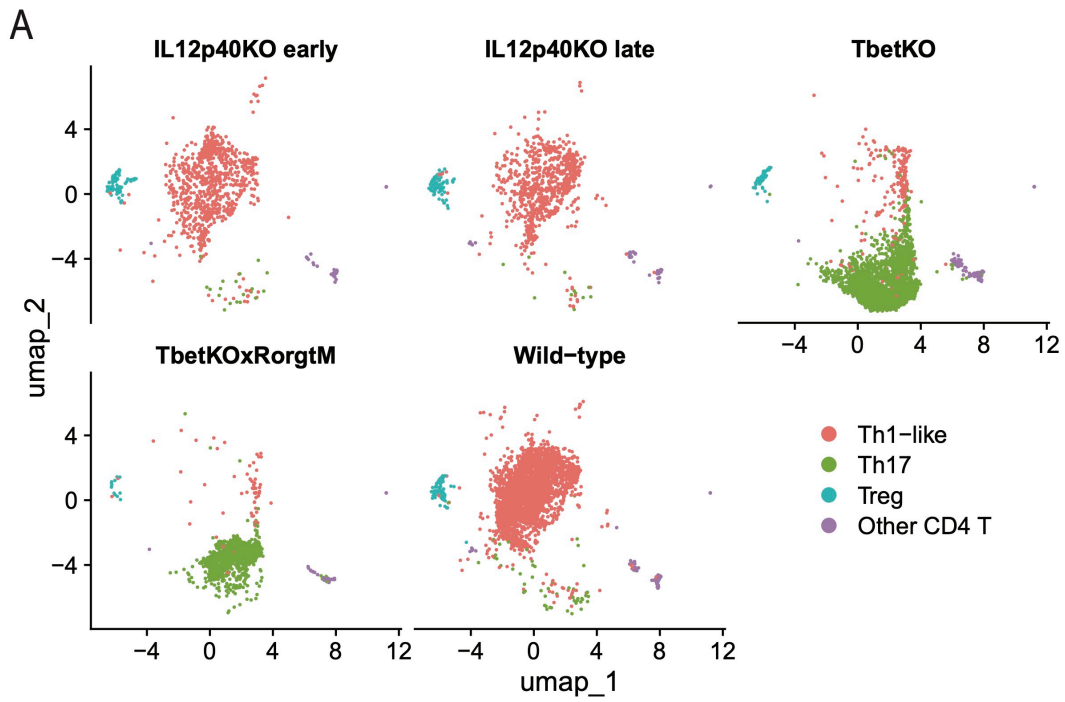 A
IL12p40KO early
IL12p40KO late
TbetKO
4
0
−4
−4 0 4 8 12
umap_2
TbetKOxRorgtM
Wild−type
4
0
−4
−4 0 4 8 12
−4 0 4 8 12
umap_1
Th1−like
Th17
Treg
Other CD4 T